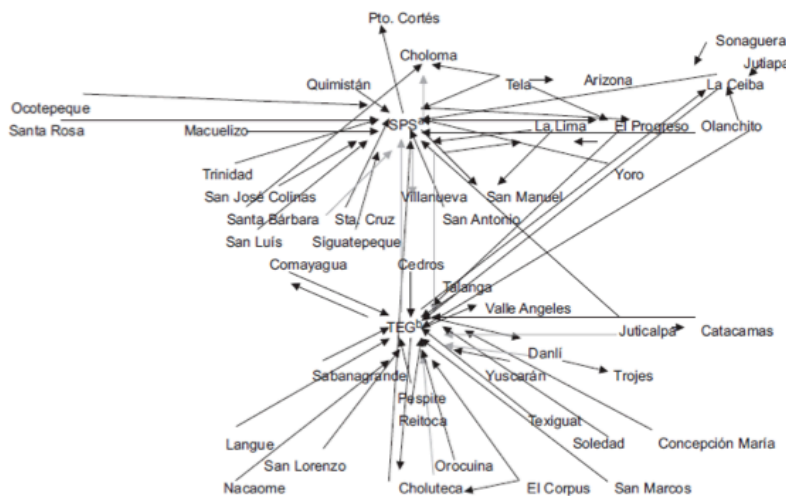 Pto. Cortés
Sonaguera
Choloma
Jutiapa
Quimistán
Tela
Arizona
La Ceiba
Ocotepeque
Santa Rosa
Macuelizo
SPS
La Lima
El Progreso
Olanchito
Trinidad
Yoro
San José Colinas
Villanueva
San Manuel
Santa Bárbara
Sta. Cruz
San Antonio
San Luís
Siguatepeque
Comayagua
Cedros
Talanga
Valle Angeles
TEGᵇ
Juticalpa
Catacamas
Danlí
Sabanagrande
Yuscarán
Trojes
Pespire
Reitoca
Texiguat
Langue
Soledad
Concepción María
San Lorenzo
Orocuina
Nacaome
Choluteca
El Corpus
San Marcos